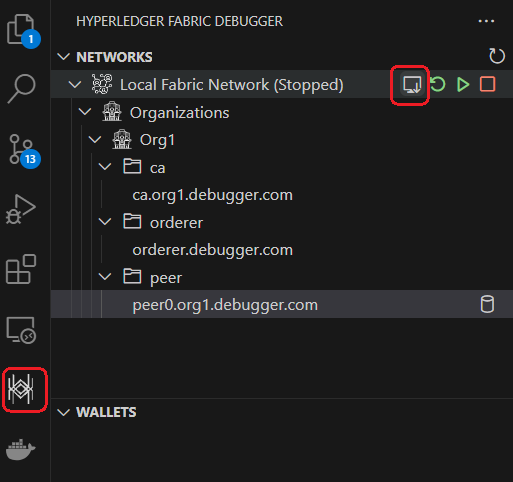 HYPERLEDGER FABRIC DEBUGGER
NETWORKS
Local Fabric Network (Stopped)
Organizations
Org1
ca
ca.org1.debugger.com
orderer
orderer.debugger.com
peer
peer0.org1.debugger.com
WALLETS
1
13